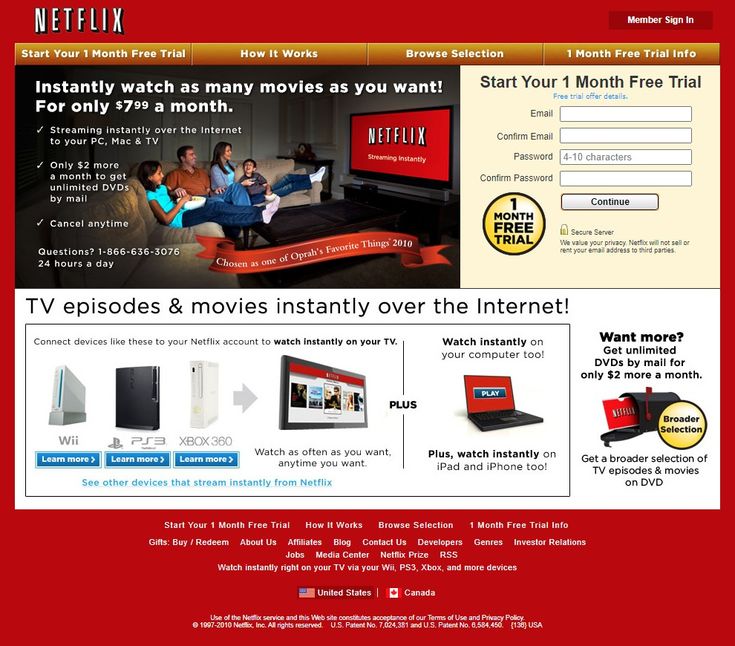 NETFLIX
Member Sign In
Start Your 1 Month Free Trial
How It Works
Browse Selection
1 Month Free Trial Info
Instantly watch as many movies as you want!
For only $7.99 a month.
✓ Streaming instantly over the Internet
to your PC, Mac & TV
✓ Only $2 more
a month to get
unlimited DVDs
by mail
✓ Cancel anytime
Questions? 1-866-636-3076
24 hours a day
NETFLIX
Streaming Instantly
Chosen as one of Oprah's Favorite Things® 2010
Start Your 1 Month Free Trial
Free trial offer details.
Email
Confirm Email
Password
4-10 characters
Confirm Password
Continue
1
MONTH
FREE
TRIAL
Secure Server
We value your privacy. Netflix will not sell or
rent your email address to third parties.
TV episodes & movies instantly over the Internet!
Connect devices like these to your Netflix account to watch instantly on your TV.
Wii
PS3
XBOX 360
Learn more >
Learn more >
Learn more >
See other devices that stream instantly from Netflix
NETFLIX
Watch as often as you want,
anytime you want.
PLUS
Watch instantly on
your computer too!
PLAY
Plus, watch instantly on
iPad and iPhone too!
Want more?
Get unlimited
DVDs by mail for
only $2 more a month.
NETFLIX
Broader
Selection
Get a broader selection of
TV episodes & movies
on DVD
Start Your 1 Month Free Trial
How It Works
Browse Selection
1 Month Free Trial Info
Gifts: Buy / Redeem
About Us
Affiliates
Blog
Contact Us
Developers
Genres
Investor Relations
Jobs
Media Center
Netflix Prize
RSS
Watch instantly right on your TV via your Wii, PS3, Xbox, and more devices
United States | Canada
Use of the Netflix service and this Web site constitutes acceptance of our Terms of Use and Privacy Policy.
© 1997-2010 Netflix, Inc. All rights reserved. U.S. Patent No. 7,024,381 and U.S. Patent No. 6,584,450. {136} USA